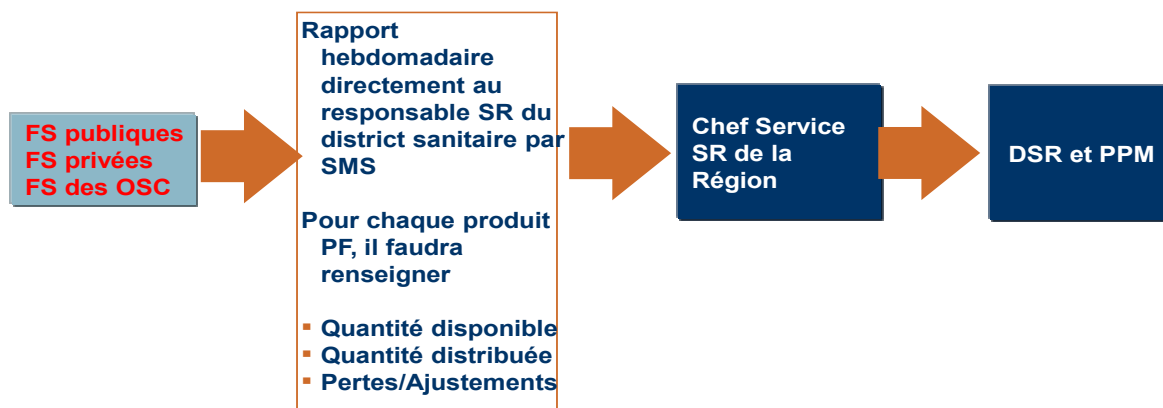 FS publiques
FS privées
FS des OSC
Rapport
hebdomadaire
directement au
responsable SR du
district sanitaire par
SMS
Pour chaque produit
PF, il faudra
renseigner
▪ Quantité disponible
▪ Quantité distribuée
▪ Pertes/Ajustements
Chef Service
SR de la
Région
DSR et PPM